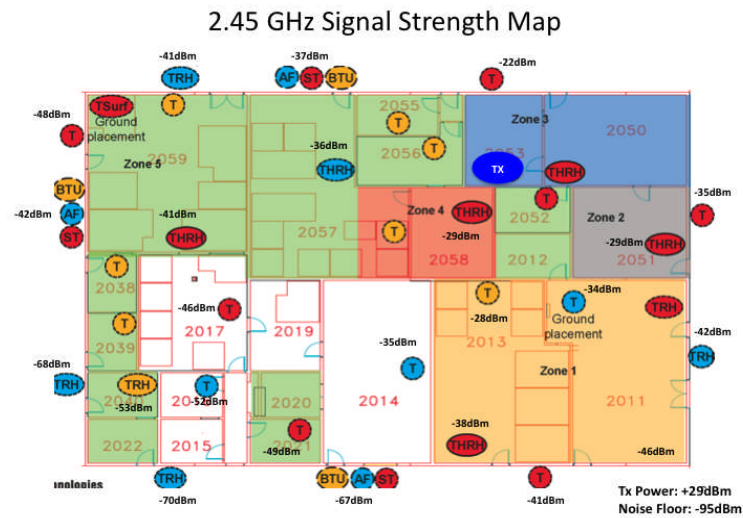 2.45 GHz Signal Strength Map
-41dBm
-37dBm
-22dBm
TRH
AF
ST
BTU
T
-48dBm
T
TSurf
T
Ground
placement
2055
T
Zone 3
2050
2053
-36dBm
2056
T
2059
Zone 5
THRH
TX
THRH
BTU
AF
-42dBm
ST
-41dBm
THRH
2057
T
Zone 4
THRH
-29dBm
2058
T
2052
2012
Zone 2
-29dBm
THRH
2051
-35dBm
T
T
2038
T
2039
-46dBm
T
2017
2019
-35dBm
T
T
-28dBm
2013
-34dBm
T
Ground
placement
TRH
-42dBm
TRH
-68dBm
TRH
TRH
2040
-53dBm
T
-52dBm
2020
2014
Zone 1
2011
2022
2015
T
-49dBm
2021
-38dBm
THRH
-46dBm
TRH
-70dBm
BTU
AF
ST
-67dBm
T
-41dBm
Tx Power: +29dBm
Noise Floor: -95dBm